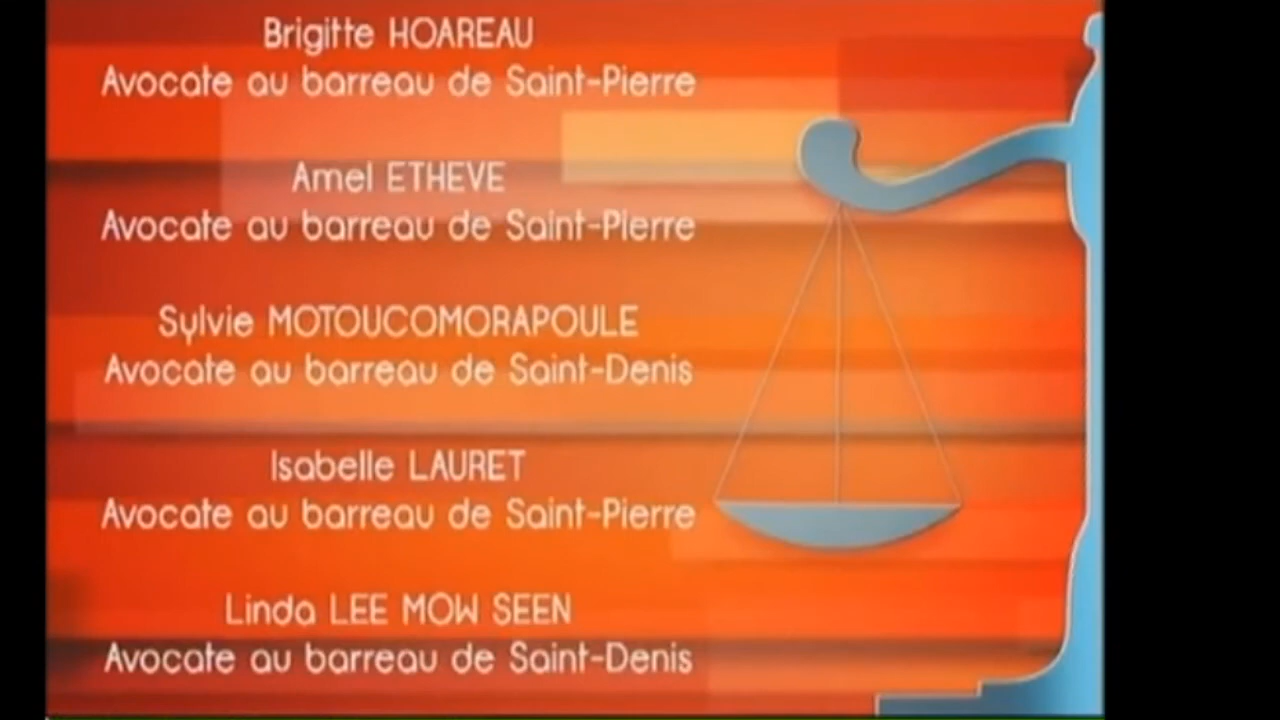 Brigitte HOAREAU
Avocate au barreau de Saint-Pierre
Amel ETHEVE
Avocate au barreau de Saint-Pierre
Sylvie MOTOUCOMORAPOULE
Avocate au barreau de Saint-Denis
Isabelle LAURET
Avocate au barreau de Saint-Pierre
Linda LEE MOW SEEN
Avocate au barreau de Saint-Denis